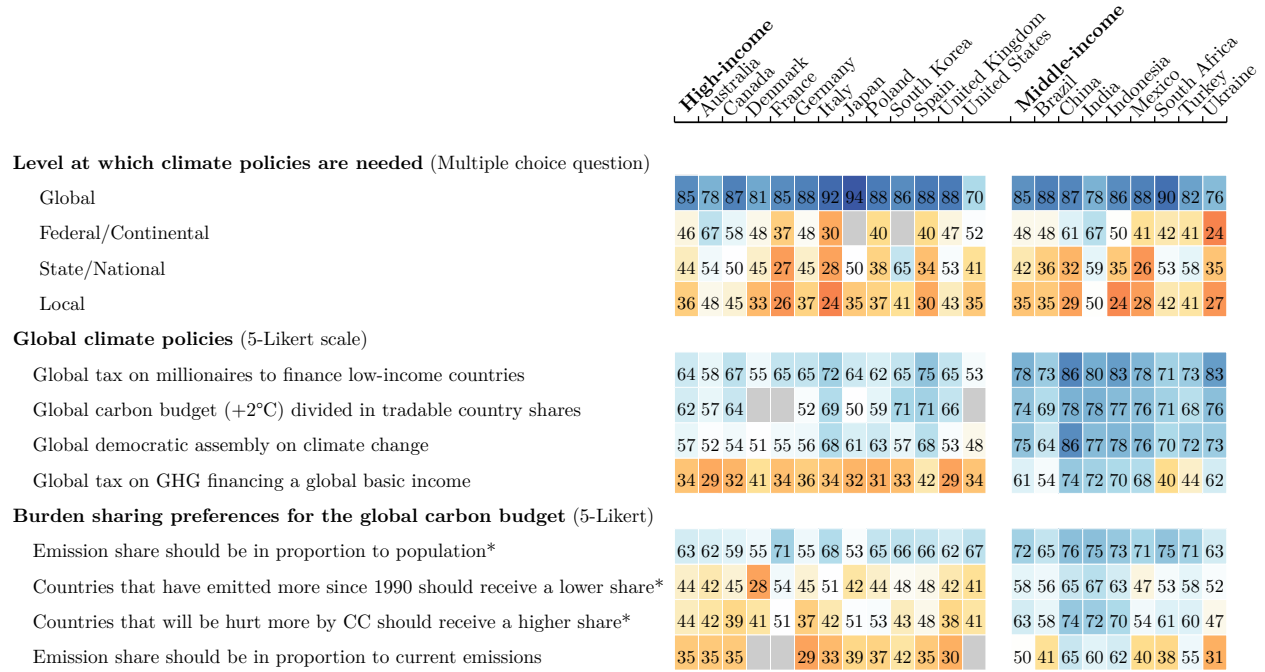 High-income Australia Canada Denmark France Germany Italy Japan Poland South Korea Spain United Kingdom United States Middle-income Brazil China India Indonesia Mexico South Africa Turkey Ukraine
Level at which climate policies are needed (Multiple choice question)
Global 85 78 87 81 85 88 92 94 88 86 88 88 70 85 88 87 78 86 88 90 82 76
Federal/Continental 46 67 58 48 37 48 30 40 40 47 52 48 48 61 67 50 41 42 41 24
State/National 44 54 50 45 27 45 28 50 38 65 34 53 41 42 36 32 59 35 26 53 58 35
Local 36 48 45 33 26 37 24 35 37 41 30 43 35 35 35 29 50 24 28 42 41 27
Global climate policies (5-Likert scale)
Global tax on millionaires to finance low-income countries 64 58 67 55 65 65 72 64 62 65 75 65 53 78 73 86 80 83 78 71 73 83
Global carbon budget (+2°C) divided in tradable country shares 62 57 64 52 69 50 59 71 71 66 74 69 78 78 77 76 71 68 76
Global democratic assembly on climate change 57 52 54 51 55 56 68 61 63 57 68 53 48 75 64 86 77 78 76 70 72 73
Global tax on GHG financing a global basic income 34 29 32 41 34 36 34 32 31 33 42 29 34 61 54 74 72 70 68 40 44 62
Burden sharing preferences for the global carbon budget (5-Likert)
Emission share should be in proportion to population* 63 62 59 55 71 55 68 53 65 66 66 62 67 72 65 76 75 73 71 75 71 63
Countries that have emitted more since 1990 should receive a lower share* 44 42 45 28 54 45 51 42 44 48 48 42 41 58 56 65 67 63 47 53 58 52
Countries that will be hurt more by CC should receive a higher share* 44 42 39 41 51 37 42 51 53 43 48 38 41 63 58 74 72 70 54 61 60 47
Emission share should be in proportion to current emissions 35 35 35 29 33 39 37 42 35 30 50 41 65 60 62 40 38 55 31